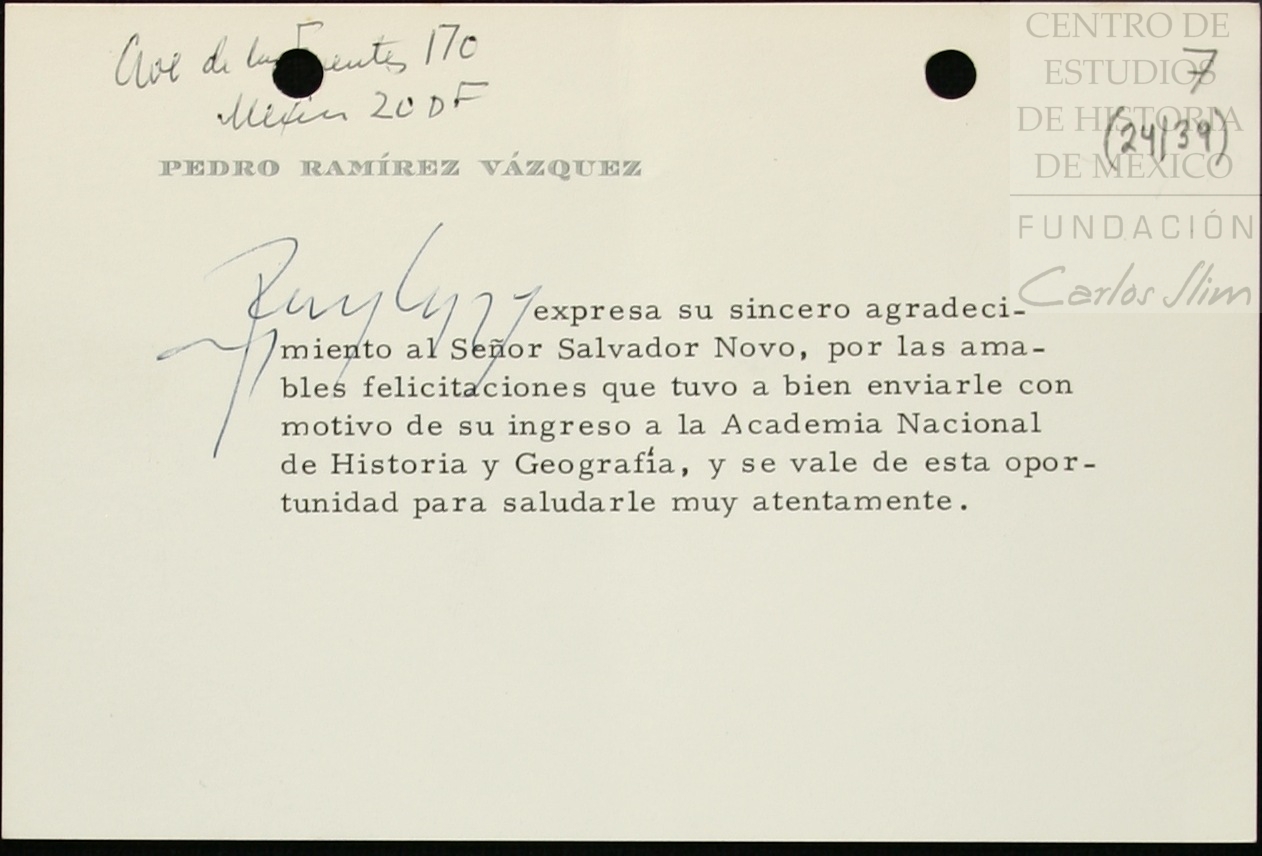 Ave de las Fuentes 170
Mexico 20 DF
PEDRO RAMÍREZ VÁZQUEZ
expresa su sincero agradeci-
miento al Señor Salvador Novo, por las ama-
bles felicitaciones que tuvo a bien enviarle con
motivo de su ingreso a la Academia Nacional
de Historia y Geografía, y se vale de esta opor-
tunidad para saludarle muy atentamente.
7
(24/39)
CENTRO DE
ESTUDIOS
DE HISTORIA
DE MÉXICO
FUNDACIÓN
Carlos Slim